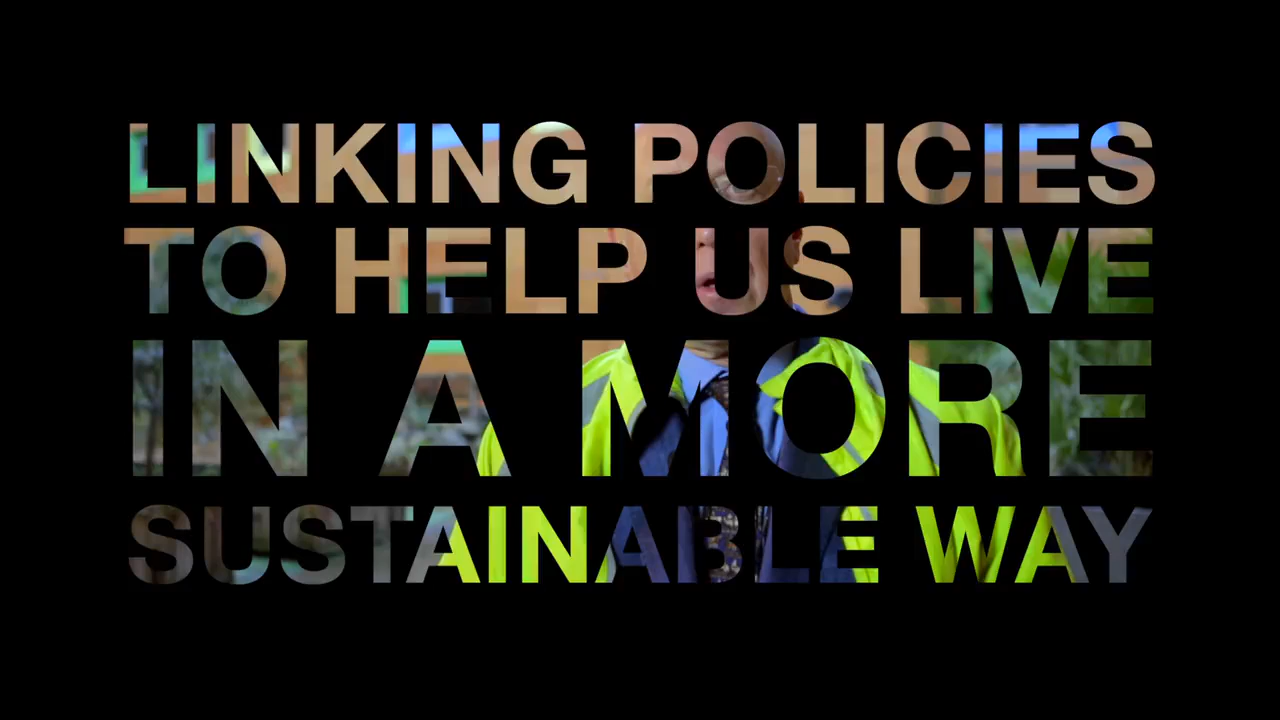 LINKING POLICIES
TO HELP US LIVE
IN A MORE
SUSTAINABLE WAY